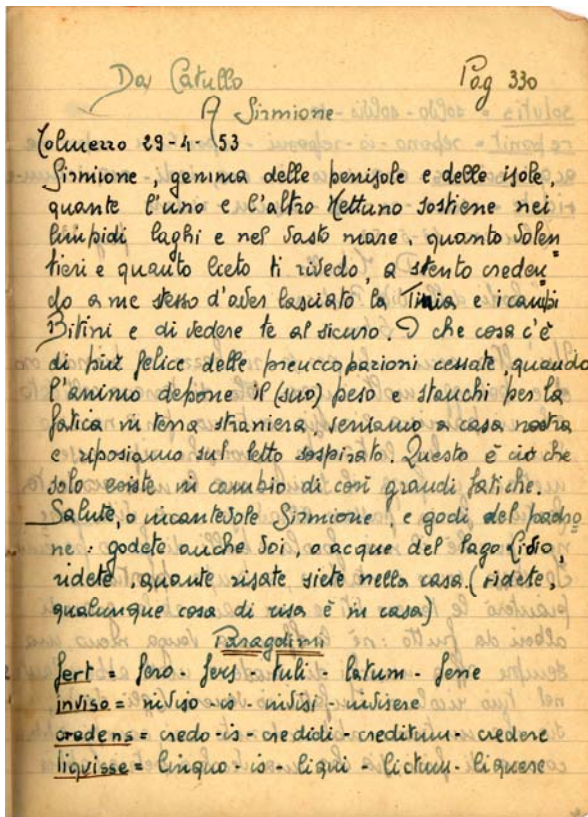 Da Catullo Pag 330
A Sirmione
Tolmezzo 29-4-53
Sirmione, gemma delle penisole e delle isole,
quante l'uno e l'altro Nettuno sostiene nei
limpidi laghi e nel vasto mare, quanto volen
tieri e quanto lieto ti rivedo, a stento creden=
do a me stesso d'aver lasciato la Tinia e i campi
Bitini e di vedere te al sicuro. O che cosa c'è
di più felice delle preuccoparioni cessate, quando
l'animo depone il (suo) peso e stanchi per la
fatica in terra straniera, veniamo a casa nostra
e riposiamo sul letto sospirato. Questo è ciò che
solo esiste in cambio di così grandi fatiche.
Salute, o incantevole Sirmione e godi del padro=
ne: godete anche voi, o acque del lago Lidio,
ridete, quante risate siete nella casa. (ridete,
qualunque cosa di risa è in casa)
Paragdimi
fert = fero - fers - tuli - latum - ferre
inviso = inviso - is - invisi - invisere
credens = credo - is - credidi - creditum - credere
liquisse = linquo - is - liqui - lictum - liquere